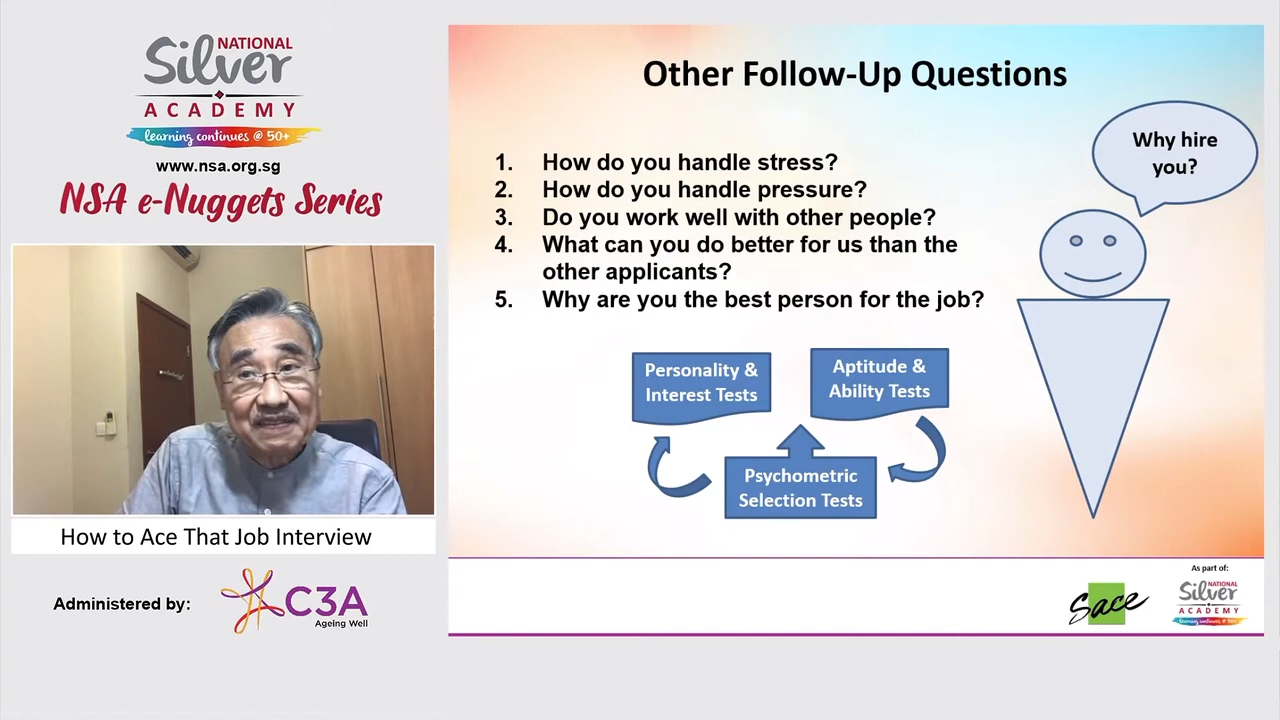 NATIONAL
Silver
ACADEMY
learning continues @ 50+
www.nsa.org.sg
NSA e-Nuggets Series
How to Ace That Job Interview
Administered by:
C3A
Ageing Well
Other Follow-Up Questions
1. How do you handle stress?
2. How do you handle pressure?
3. Do you work well with other people?
4. What can you do better for us than the
other applicants?
5. Why are you the best person for the job?
Why hire
you?
Personality &
Interest Tests
Aptitude &
Ability Tests
Psychometric
Selection Tests
Sace
As part of:
NATIONAL
Silver
ACADEMY
learning continues @ 50+